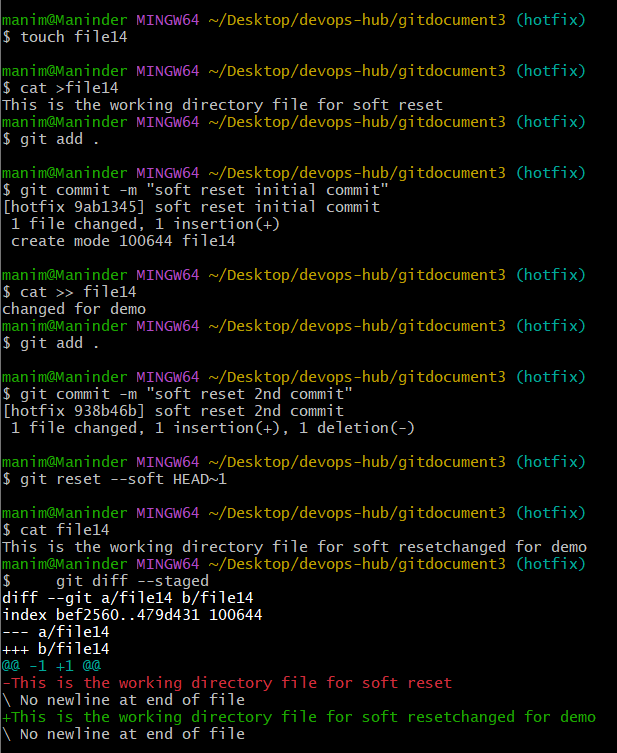 manim@Maninder MINGW64 ~/Desktop/devops-hub/gitdocument3 (hotfix)
$ touch file14
manim@Maninder MINGW64 ~/Desktop/devops-hub/gitdocument3 (hotfix)
$ cat >file14
This is the working directory file for soft reset
manim@Maninder MINGW64 ~/Desktop/devops-hub/gitdocument3 (hotfix)
$ git add .
manim@Maninder MINGW64 ~/Desktop/devops-hub/gitdocument3 (hotfix)
$ git commit -m "soft reset initial commit"
[hotfix 9ab1345] soft reset initial commit
 1 file changed, 1 insertion(+)
 create mode 100644 file14
manim@Maninder MINGW64 ~/Desktop/devops-hub/gitdocument3 (hotfix)
$ cat >> file14
changed for demo
manim@Maninder MINGW64 ~/Desktop/devops-hub/gitdocument3 (hotfix)
$ git add .
manim@Maninder MINGW64 ~/Desktop/devops-hub/gitdocument3 (hotfix)
$ git commit -m "soft reset 2nd commit"
[hotfix 938b46b] soft reset 2nd commit
 1 file changed, 1 insertion(+), 1 deletion(-)
manim@Maninder MINGW64 ~/Desktop/devops-hub/gitdocument3 (hotfix)
$ git reset --soft HEAD~1
manim@Maninder MINGW64 ~/Desktop/devops-hub/gitdocument3 (hotfix)
$ cat file14
This is the working directory file for soft resetchanged for demo
manim@Maninder MINGW64 ~/Desktop/devops-hub/gitdocument3 (hotfix)
$     git diff --staged
diff --git a/file14 b/file14
index bef2560..479d431 100644
--- a/file14
+++ b/file14
@@ -1 +1 @@
-This is the working directory file for soft reset
\ No newline at end of file
+This is the working directory file for soft resetchanged for demo
\ No newline at end of file